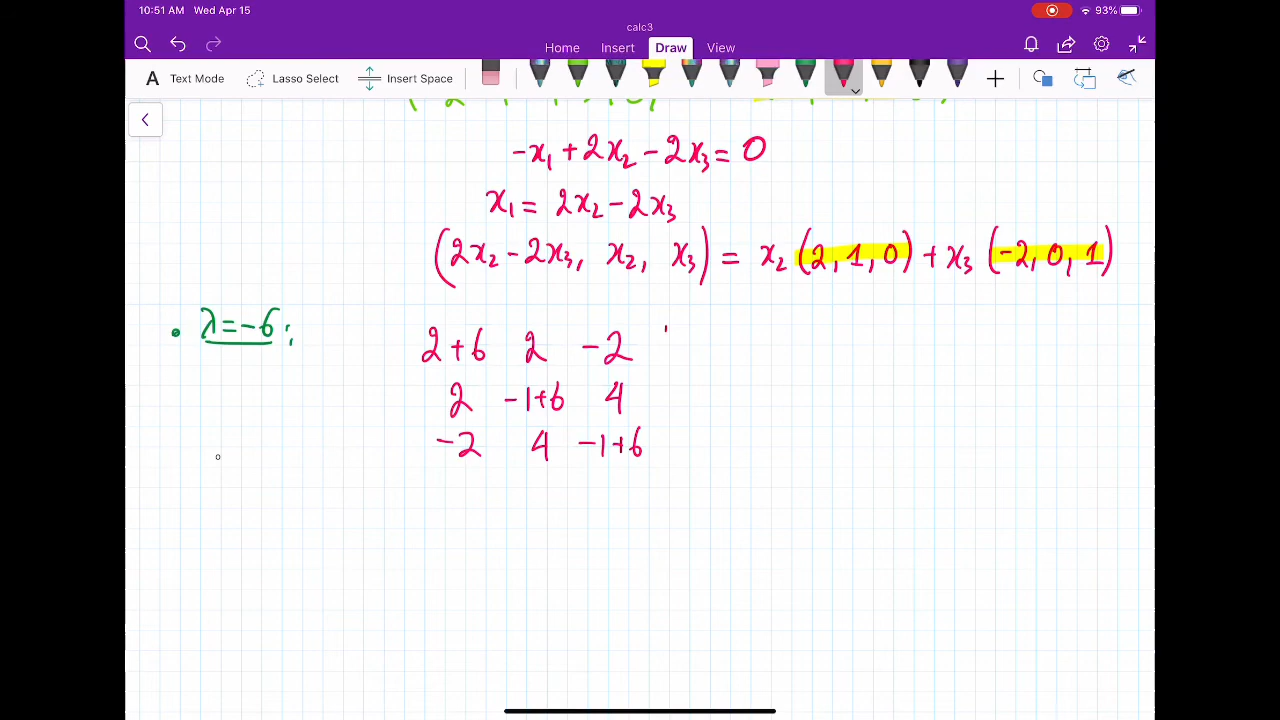 10:51 AM Wed Apr 15
93%
calc3
Home Insert Draw View
Text Mode Lasso Select Insert Space
-x₁ + 2x₂ - 2x₃ = 0
x₁ = 2x₂ - 2x₃
(2x₂ - 2x₃, x₂, x₃) = x₂ (2, 1, 0) + x₃ (-2, 0, 1)
• λ = -6 :
2+6 2 -2
2 -1+6 4
-2 4 -1+6